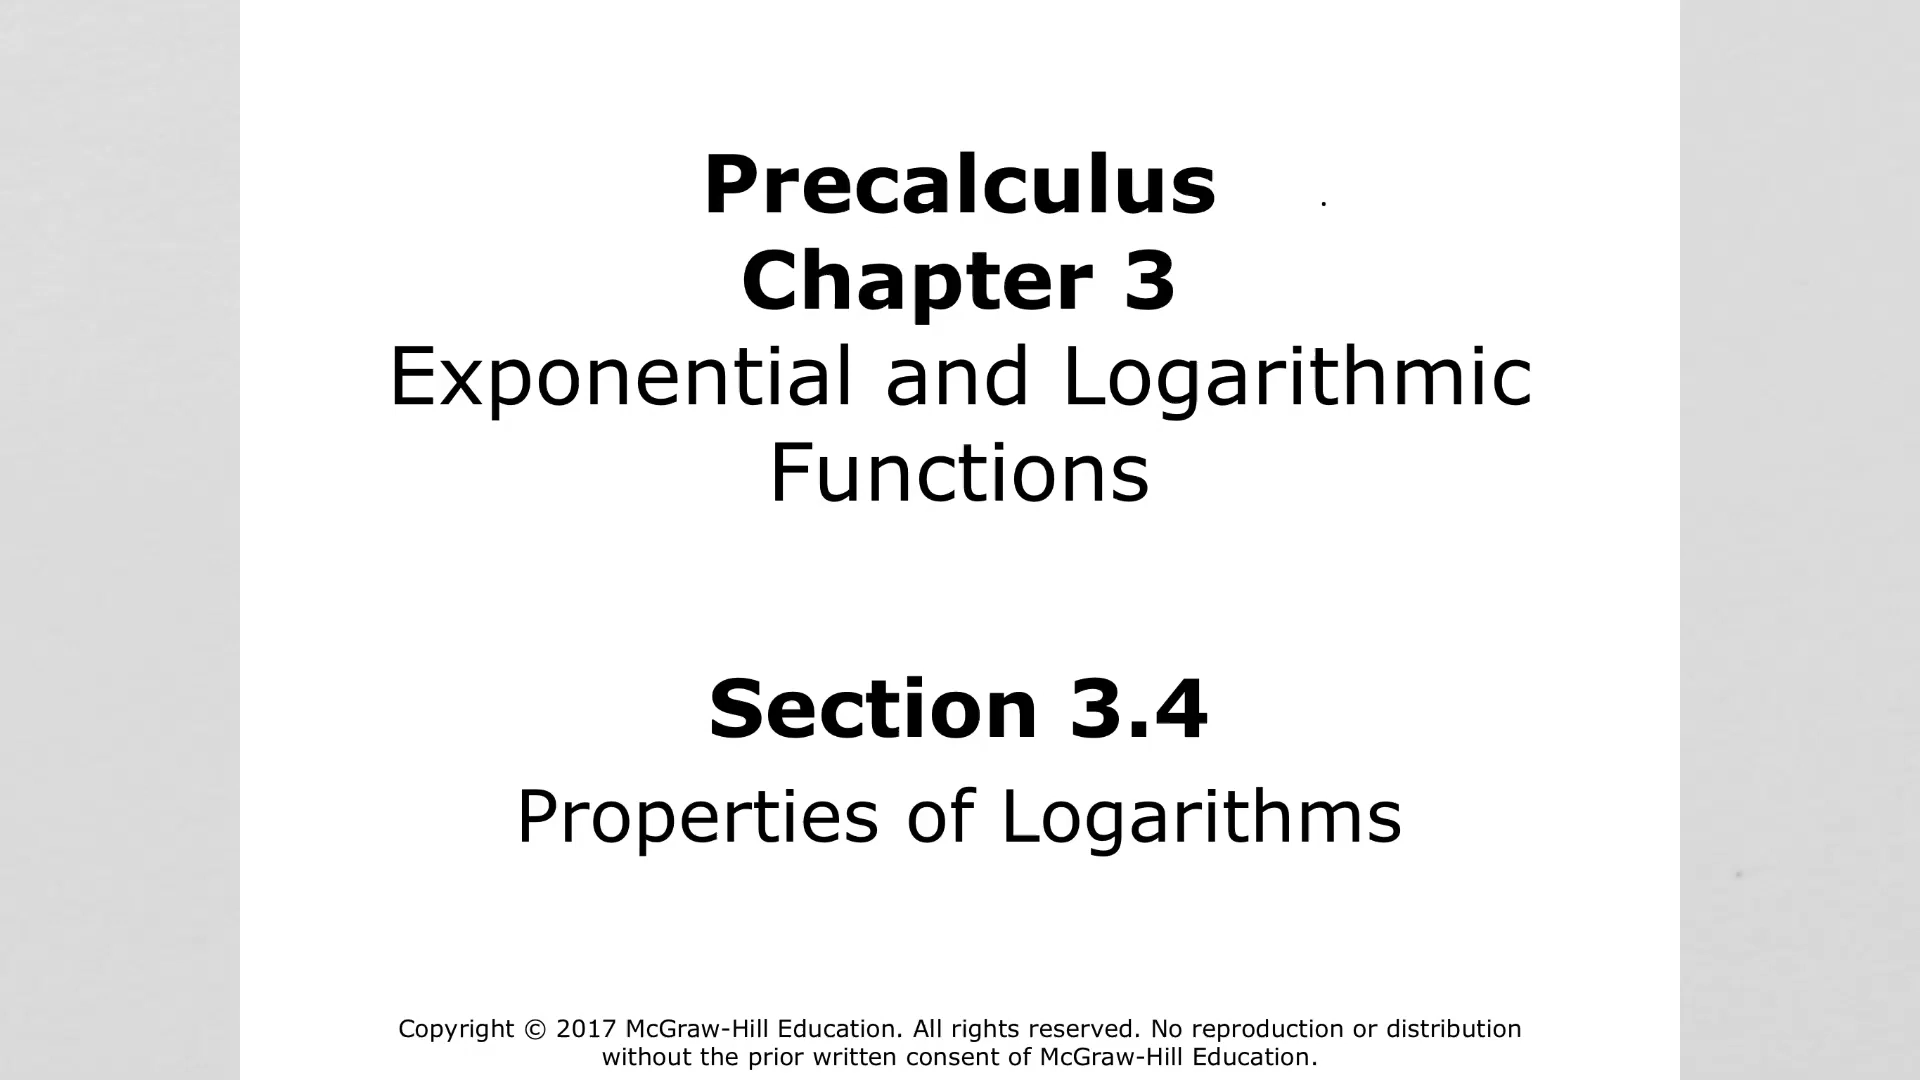 Precalculus
Chapter 3
Exponential and Logarithmic
Functions
Section 3.4
Properties of Logarithms
Copyright © 2017 McGraw-Hill Education. All rights reserved. No reproduction or distribution
without the prior written consent of McGraw-Hill Education.